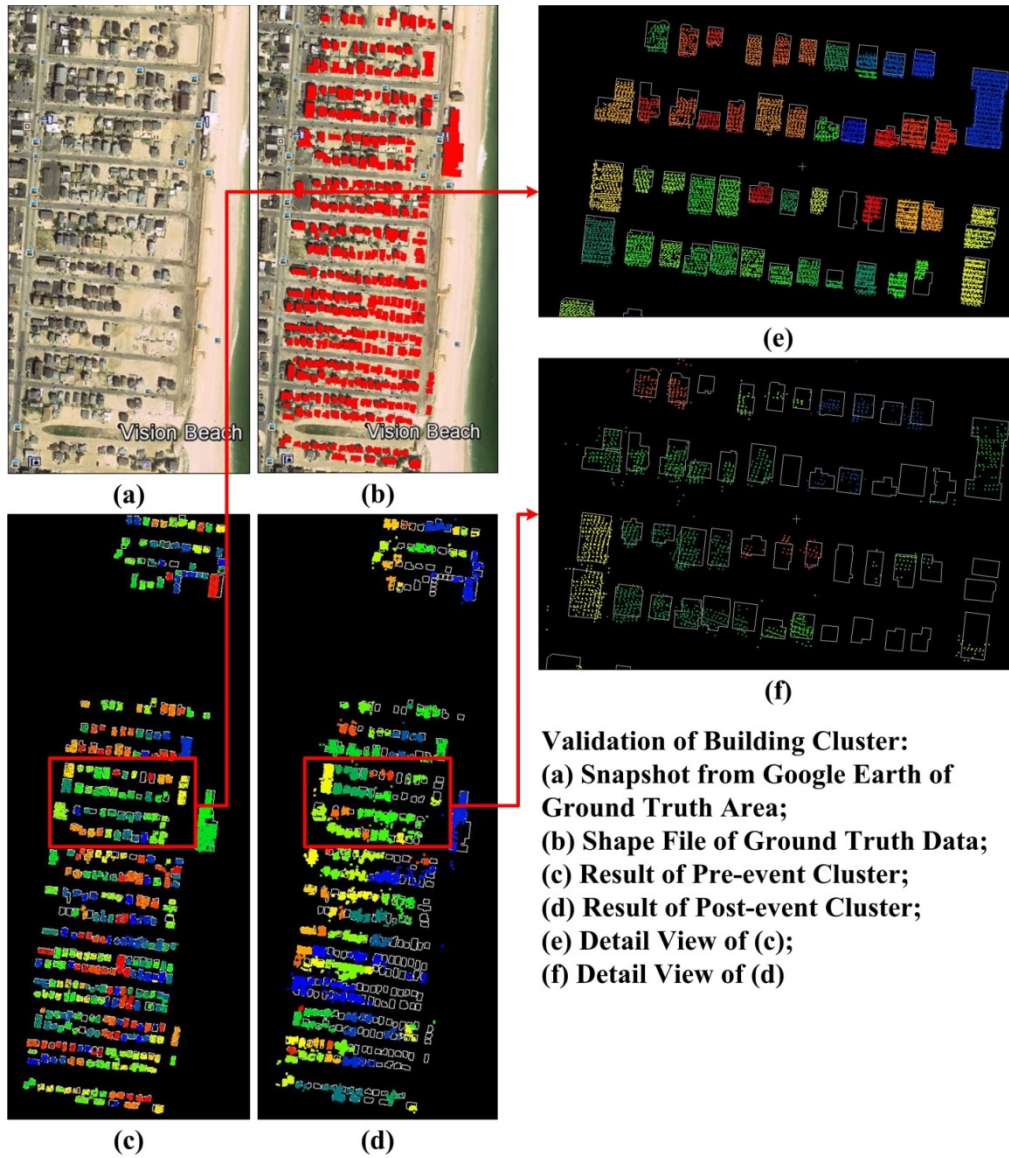 Vision Beach
Vision Beach
(a)
(b)
(e)
(f)
(c)
(d)
Validation of Building Cluster:
(a) Snapshot from Google Earth of
Ground Truth Area;
(b) Shape File of Ground Truth Data;
(c) Result of Pre-event Cluster;
(d) Result of Post-event Cluster;
(e) Detail View of (c);
(f) Detail View of (d)